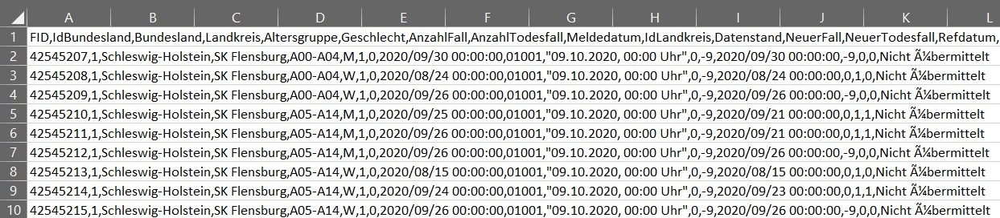 A B C D E F G H I J K L
1 FID,IdBundesland,Bundesland,Landkreis,Altersgruppe,Geschlecht,AnzahlFall,AnzahlTodesfall,Meldedatum,IdLandkreis,Datenstand,NeuerFall,NeuerTodesfall,Refdatum,
2 42545207,1,Schleswig-Holstein,SK Flensburg,A00-A04,M,1,0,2020/09/30 00:00:00,01001,"09.10.2020, 00:00 Uhr",0,-9,2020/09/30 00:00:00,-9,0,0,Nicht Ã¼bermittelt
3 42545208,1,Schleswig-Holstein,SK Flensburg,A00-A04,W,1,0,2020/08/24 00:00:00,01001,"09.10.2020, 00:00 Uhr",0,-9,2020/08/24 00:00:00,0,1,0,Nicht Ã¼bermittelt
4 42545209,1,Schleswig-Holstein,SK Flensburg,A00-A04,W,1,0,2020/09/26 00:00:00,01001,"09.10.2020, 00:00 Uhr",0,-9,2020/09/26 00:00:00,-9,0,0,Nicht Ã¼bermittelt
5 42545210,1,Schleswig-Holstein,SK Flensburg,A05-A14,M,1,0,2020/09/25 00:00:00,01001,"09.10.2020, 00:00 Uhr",0,-9,2020/09/21 00:00:00,0,1,1,Nicht Ã¼bermittelt
6 42545211,1,Schleswig-Holstein,SK Flensburg,A05-A14,M,1,0,2020/09/26 00:00:00,01001,"09.10.2020, 00:00 Uhr",0,-9,2020/09/21 00:00:00,0,1,1,Nicht Ã¼bermittelt
7 42545212,1,Schleswig-Holstein,SK Flensburg,A05-A14,M,1,0,2020/09/26 00:00:00,01001,"09.10.2020, 00:00 Uhr",0,-9,2020/09/26 00:00:00,-9,0,0,Nicht Ã¼bermittelt
8 42545213,1,Schleswig-Holstein,SK Flensburg,A05-A14,W,1,0,2020/08/15 00:00:00,01001,"09.10.2020, 00:00 Uhr",0,-9,2020/08/15 00:00:00,0,1,0,Nicht Ã¼bermittelt
9 42545214,1,Schleswig-Holstein,SK Flensburg,A05-A14,W,1,0,2020/09/24 00:00:00,01001,"09.10.2020, 00:00 Uhr",0,-9,2020/09/23 00:00:00,0,1,1,Nicht Ã¼bermittelt
10 42545215,1,Schleswig-Holstein,SK Flensburg,A05-A14,W,1,0,2020/09/26 00:00:00,01001,"09.10.2020, 00:00 Uhr",0,-9,2020/09/26 00:00:00,-9,0,0,Nicht Ã¼bermittelt